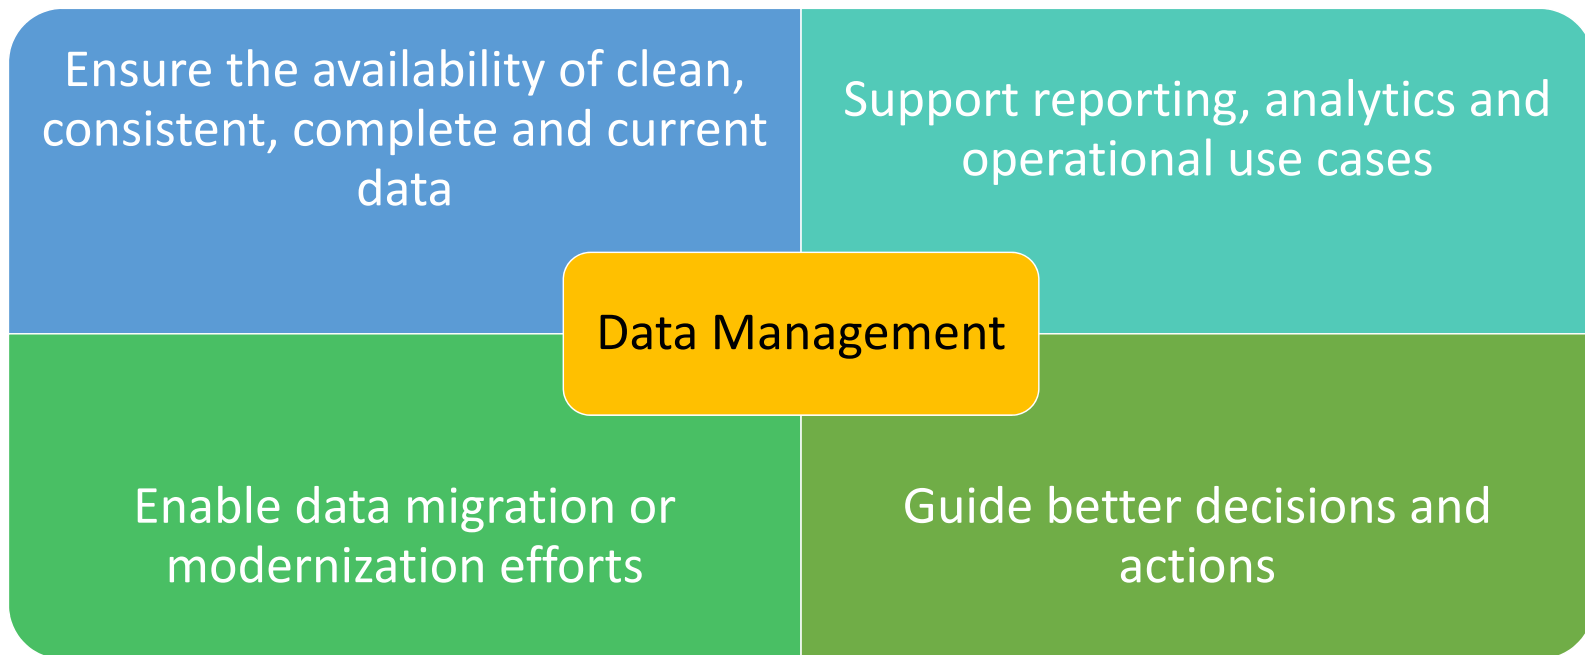 Ensure the availability of clean,
consistent, complete and current
data
Support reporting, analytics and
operational use cases
Data Management
Enable data migration or
modernization efforts
Guide better decisions and
actions